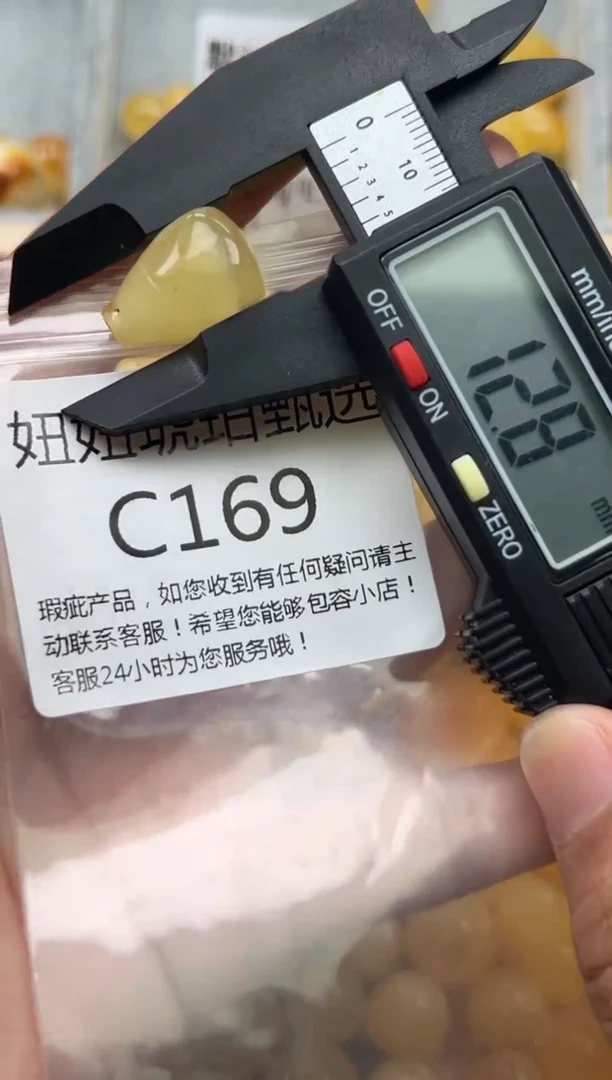 0
10
1
2
3
4
5
mm/in
OFF
ON
12.8
ZERO
妞妞琥珀甄选
C169
瑕疵产品，如您收到有任何疑问请主
动联系客服！希望您能够包容小店！
客服24小时为您服务哦！